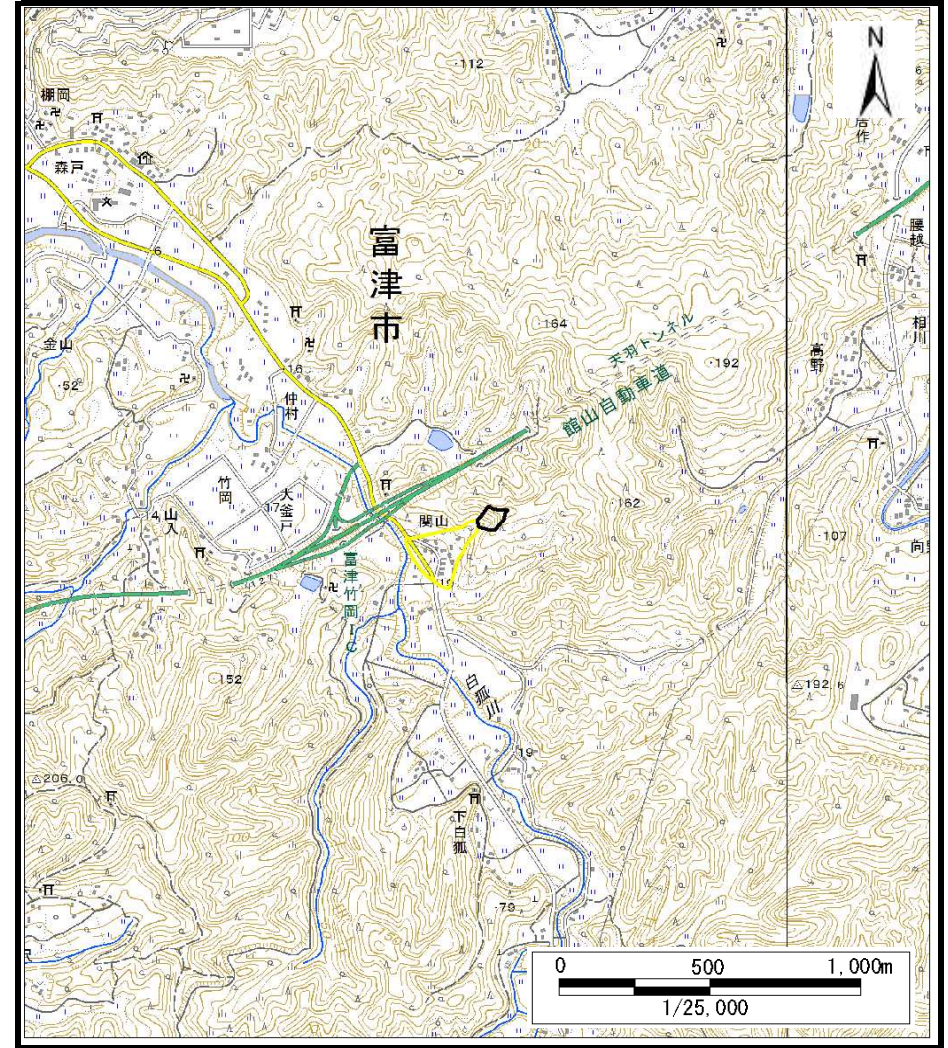 N
・112
棚岡
森戸
居作
腰越
1
6
富津市
金山
・52
・16
・164
・192
天羽トンネル
館山自動車道
高野
相川
仲村
竹岡
大釜戸
17
4
山入
関山
・162
・107
富津竹岡IC
・152
白狐川
△192.6
19
△206.0
下白狐
・79
0 500 1,000m
1/25,000